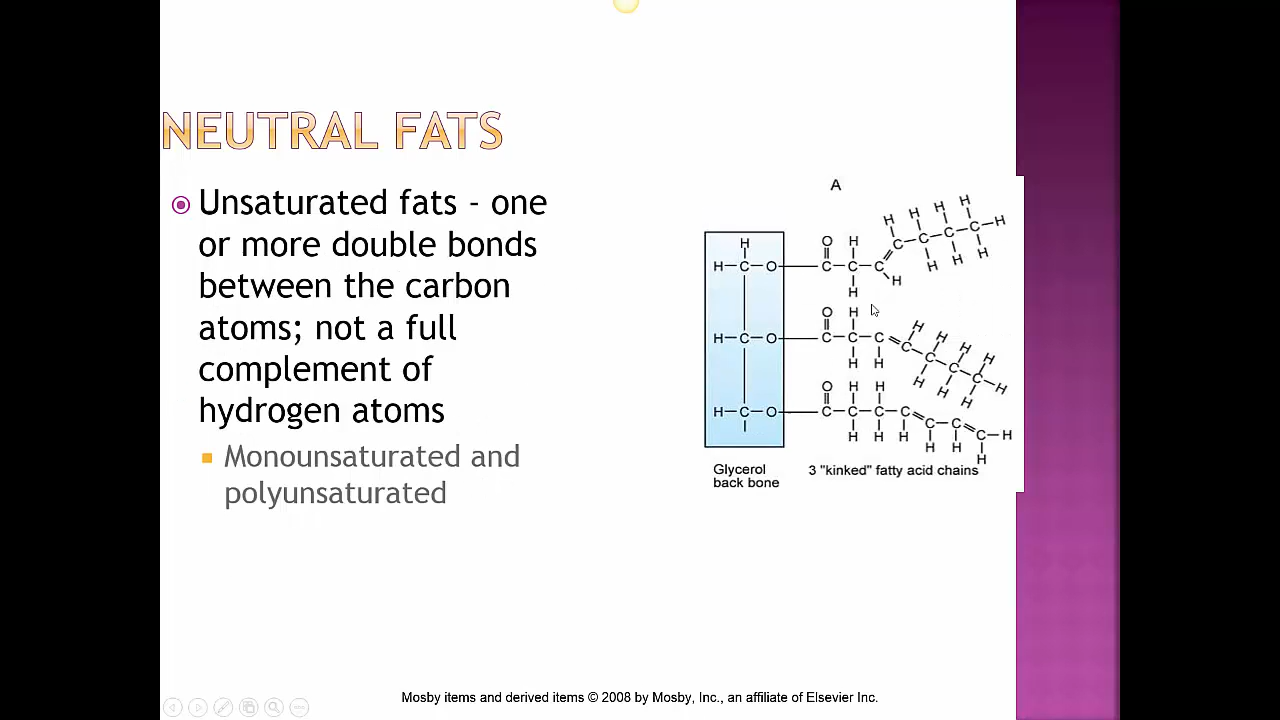 NEUTRAL FATS
Unsaturated fats - one
or more double bonds
between the carbon
atoms; not a full
complement of
hydrogen atoms
Monounsaturated and
polyunsaturated
A
H H H H
H O H C C C C H
H C O C C C H H H
H H
O H H H H H
H C O C C C C C C C H
H H H H H
O H H
H C O C C C C C C C H
H H H H H H
Glycerol
back bone
3 "kinked" fatty acid chains
Mosby items and derived items © 2008 by Mosby, Inc., an affiliate of Elsevier Inc.